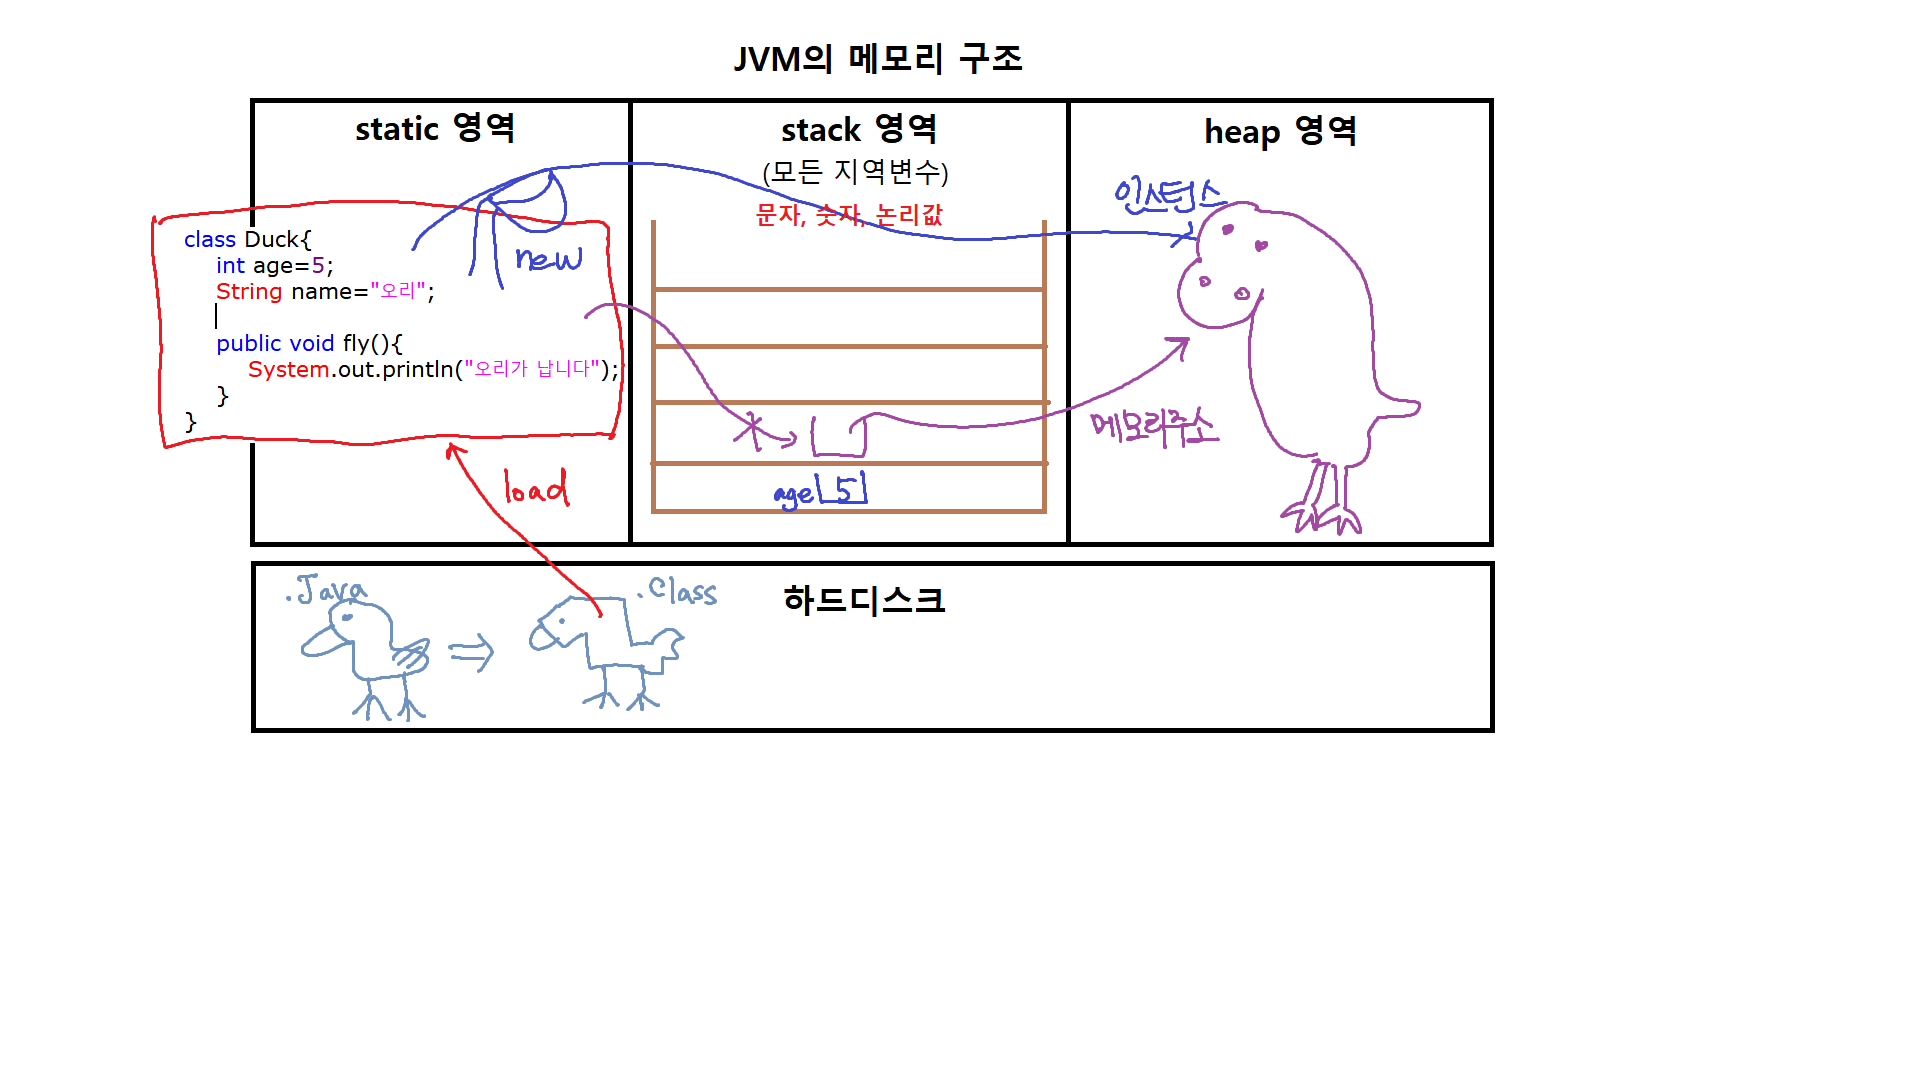 JVM의 메모리 구조
static 영역
stack 영역
(모든 지역변수)
문자, 숫자, 논리값
heap 영역
인스턴스
class Duck{
int age=5;
String name="오리";
public void fly(){
System.out.println("오리가 납니다");
}
}
new
메모리주소
load
age 5
.Java
.Class
하드디스크